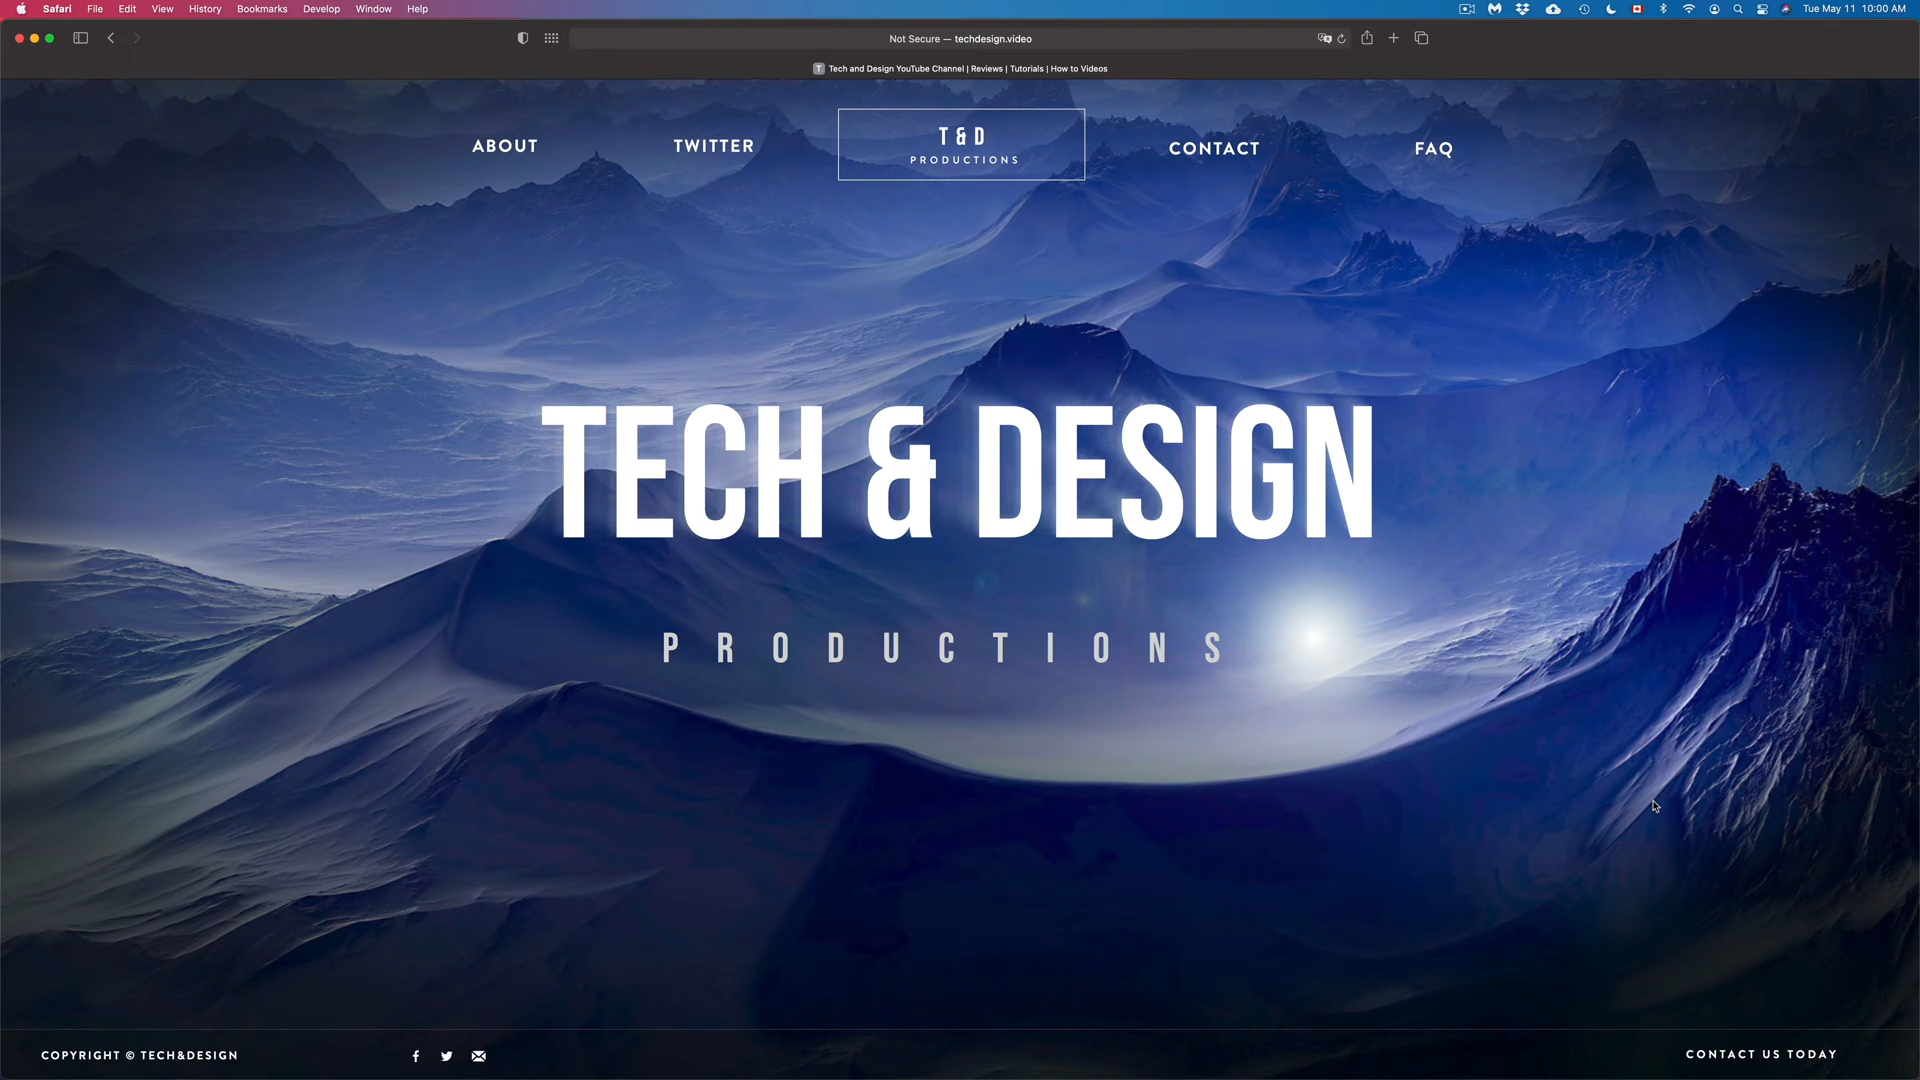 Safari File Edit View History Bookmarks Develop Window Help Tue May 11 10:00 AM
Not Secure — techdesign.video
T Tech and Design YouTube Channel | Reviews | Tutorials | How to Videos
ABOUT TWITTER T & D CONTACT FAQ
PRODUCTIONS
TECH & DESIGN
PRODUCTIONS
COPYRIGHT © TECH&DESIGN CONTACT US TODAY